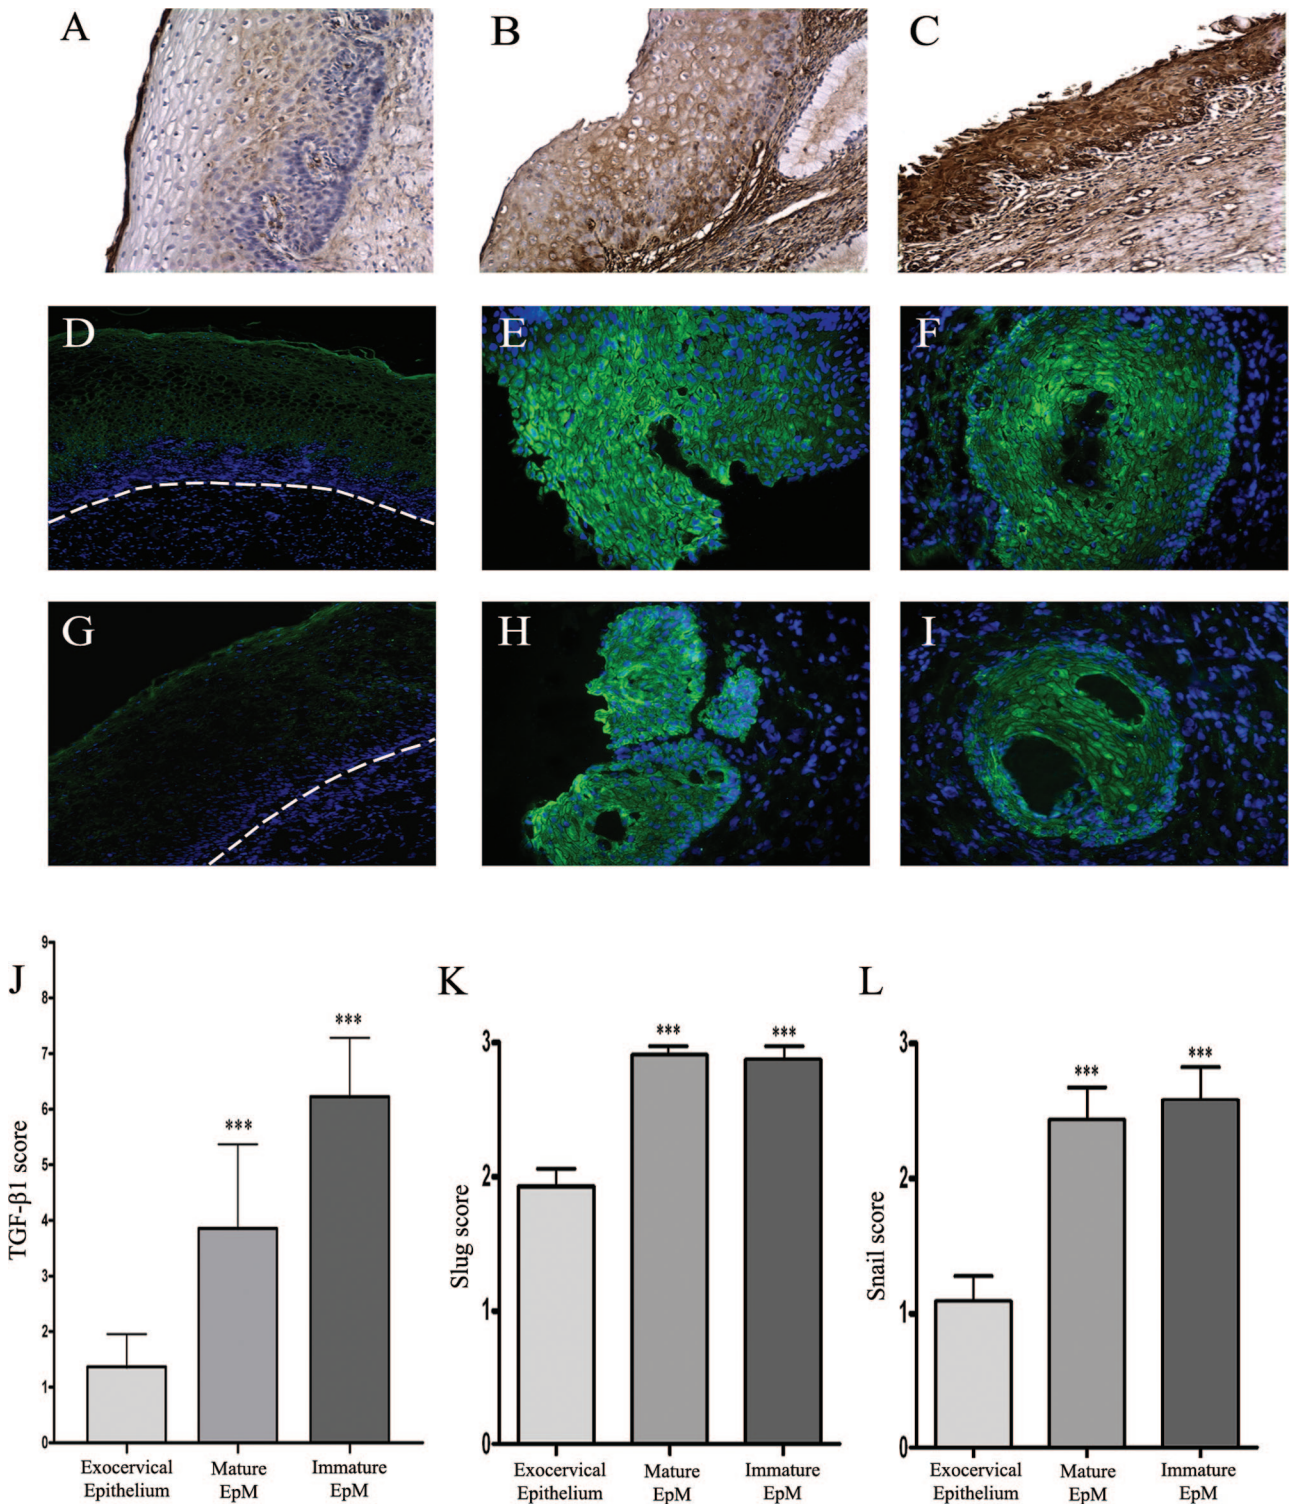 A
B
C
D
E
F
G
H
I
J
TGF-β1 score
9
8
7
6
5
4
3
2
1
0
***
***
Exocervical
Epithelium
Mature
EpM
Immature
EpM
K
Slug score
3
2
1
0
***
***
Exocervical
Epithelium
Mature
EpM
Immature
EpM
L
Snail score
3
2
1
0
***
***
Exocervical
Epithelium
Mature
EpM
Immature
EpM